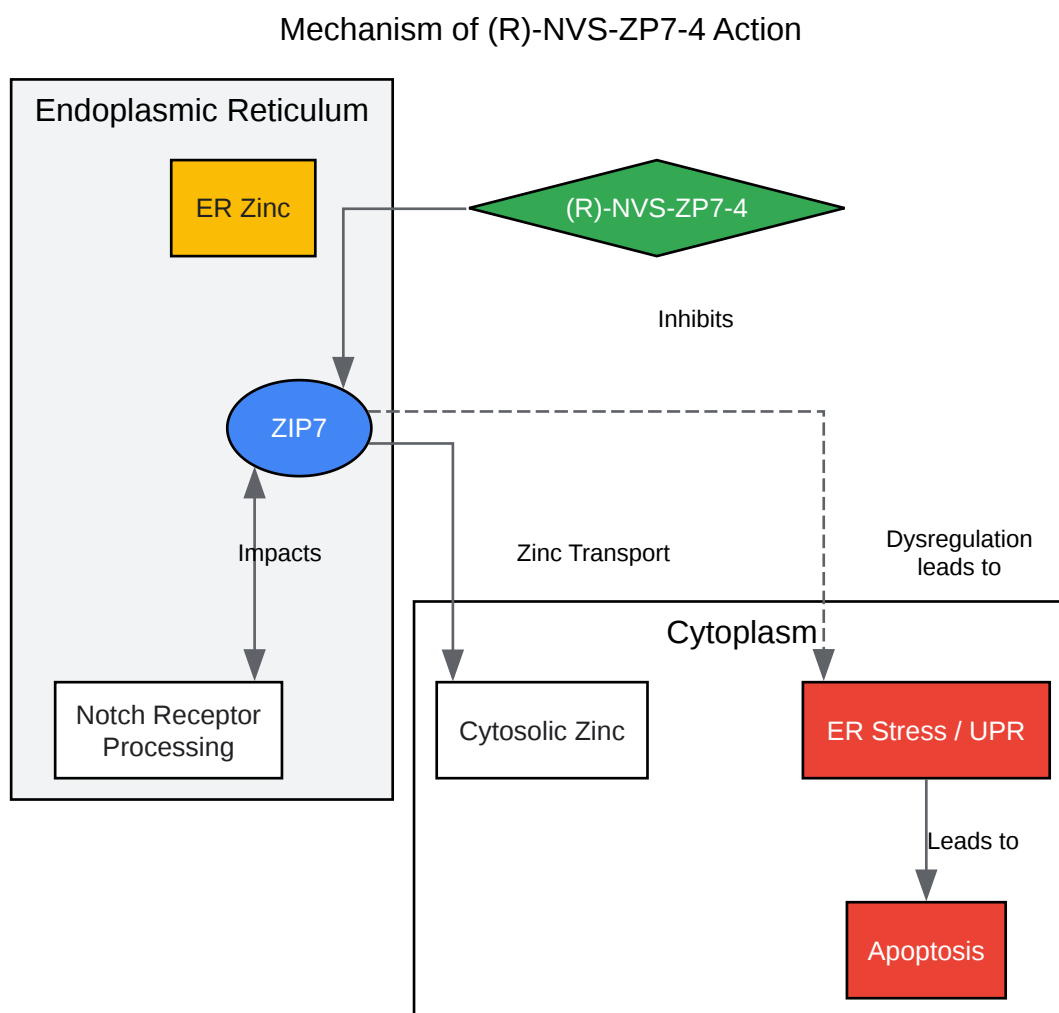 Mechanism of (R)-NVS-ZP7-4 Action
Endoplasmic Reticulum
ER Zinc
(R)-NVS-ZP7-4
Inhibits
ZIP7
Impacts
Zinc Transport
Dysregulation
leads to
Cytoplasm
Notch Receptor
Processing
Cytosolic Zinc
ER Stress / UPR
Leads to
Apoptosis